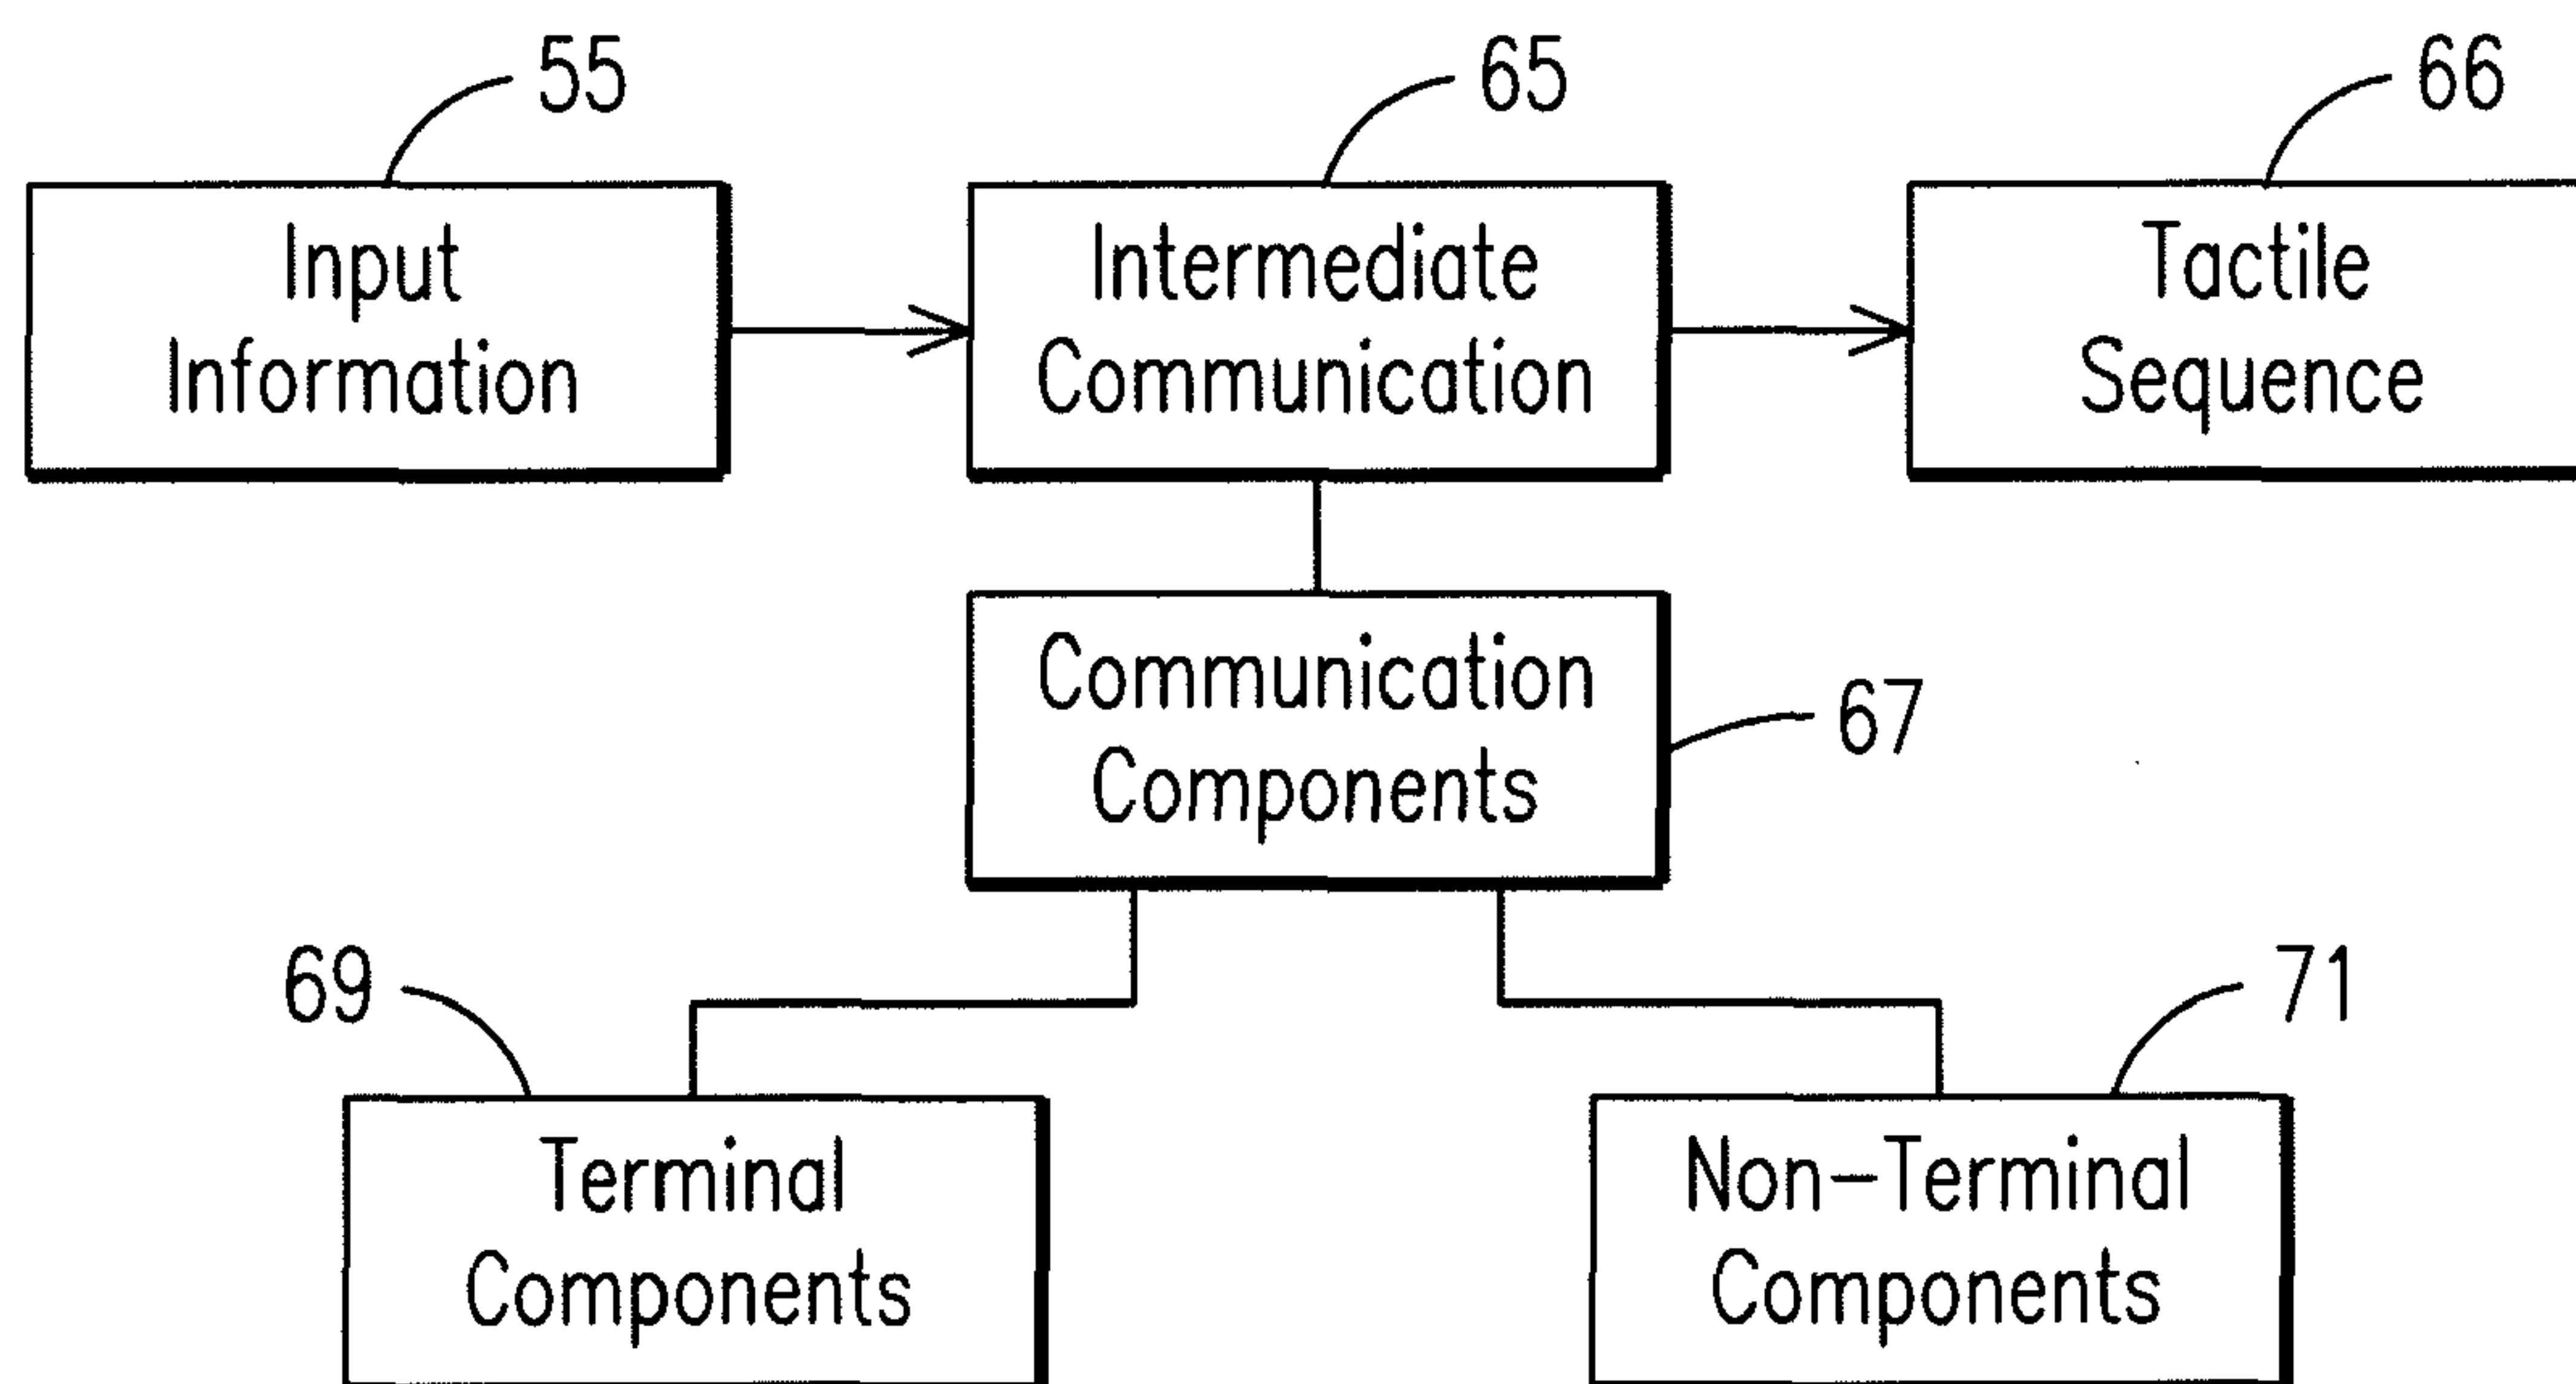 55
65
66
Input
Information
Intermediate
Communication
Tactile
Sequence
Communication
Components
67
69
71
Terminal
Components
Non-Terminal
Components